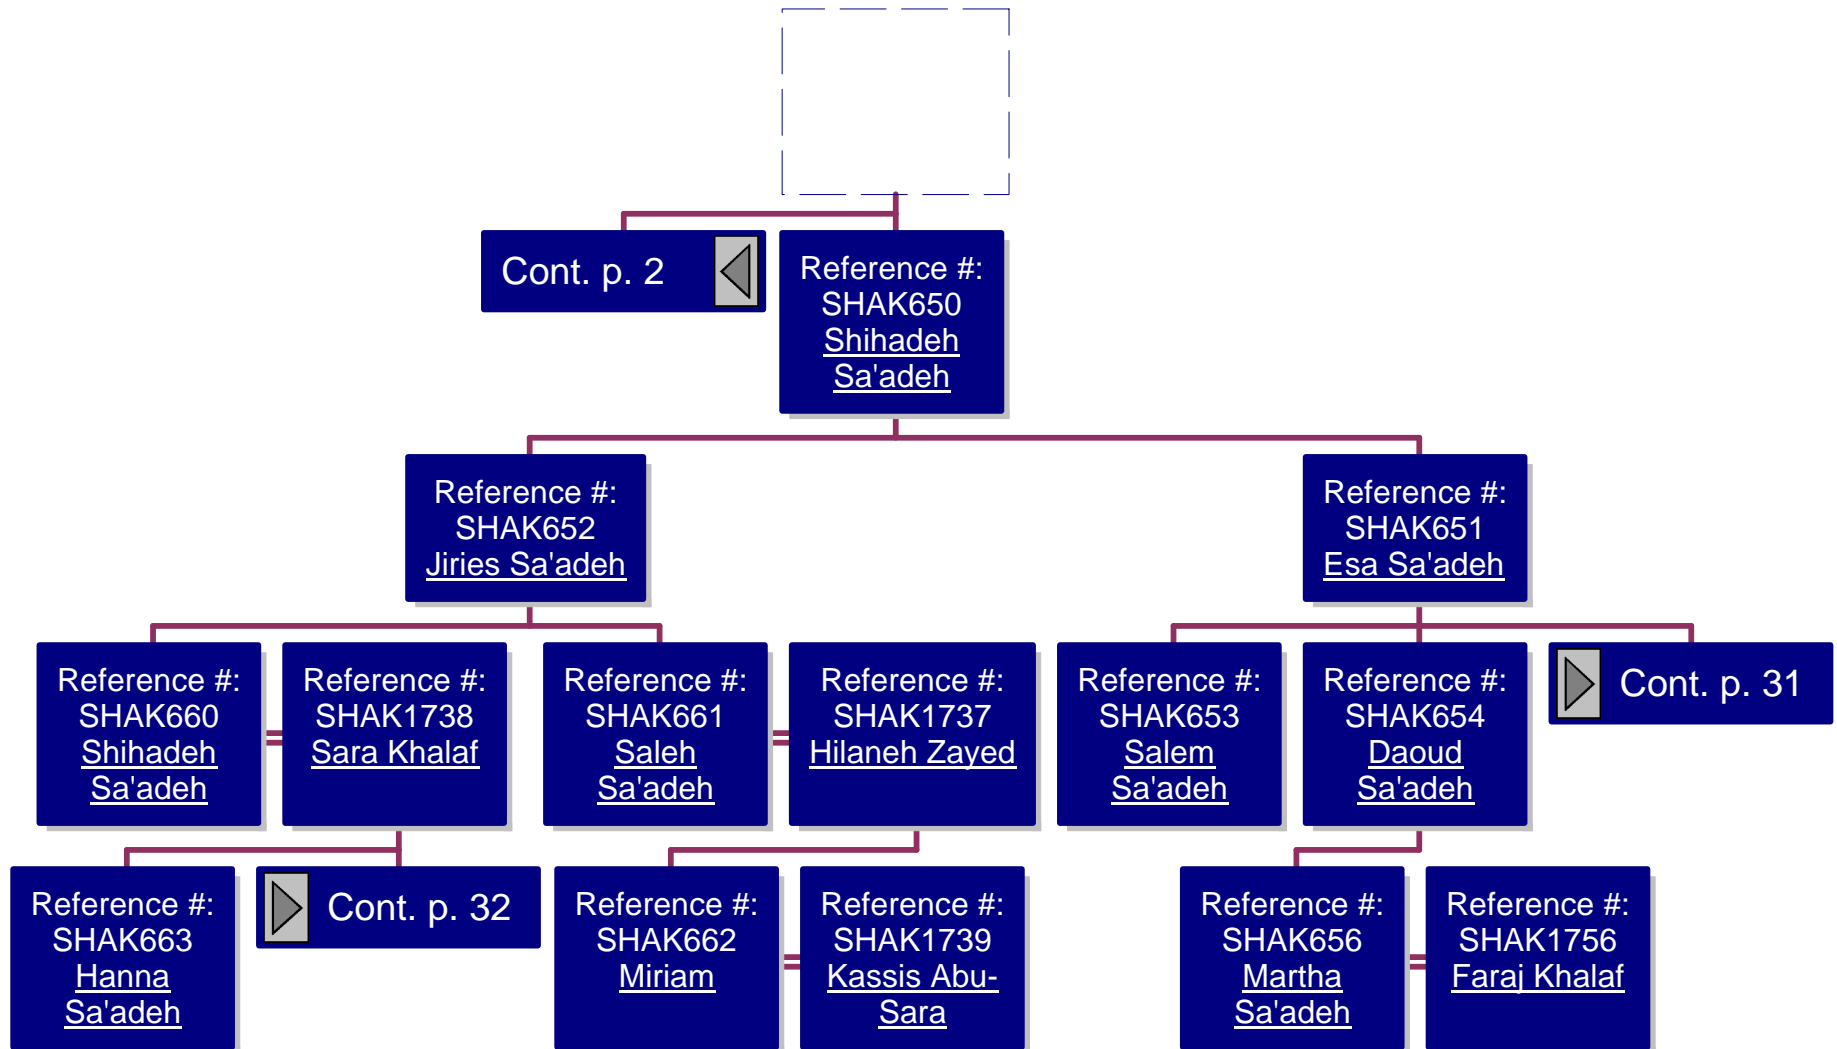 Cont. p. 2
Reference #:
SHAK650
Shihadeh
Sa'adeh
Reference #:
SHAK652
Jiries Sa'adeh
Reference #:
SHAK651
Esa Sa'adeh
Reference #:
SHAK660
Shihadeh
Sa'adeh
Reference #:
SHAK1738
Sara Khalaf
Reference #:
SHAK661
Saleh
Sa'adeh
Reference #:
SHAK1737
Hilaneh Zayed
Reference #:
SHAK653
Salem
Sa'adeh
Reference #:
SHAK654
Daoud
Sa'adeh
Cont. p. 31
Reference #:
SHAK663
Hanna
Sa'adeh
Cont. p. 32
Reference #:
SHAK662
Miriam
Reference #:
SHAK1739
Kassis Abu-
Sara
Reference #:
SHAK656
Martha
Sa'adeh
Reference #:
SHAK1756
Faraj Khalaf